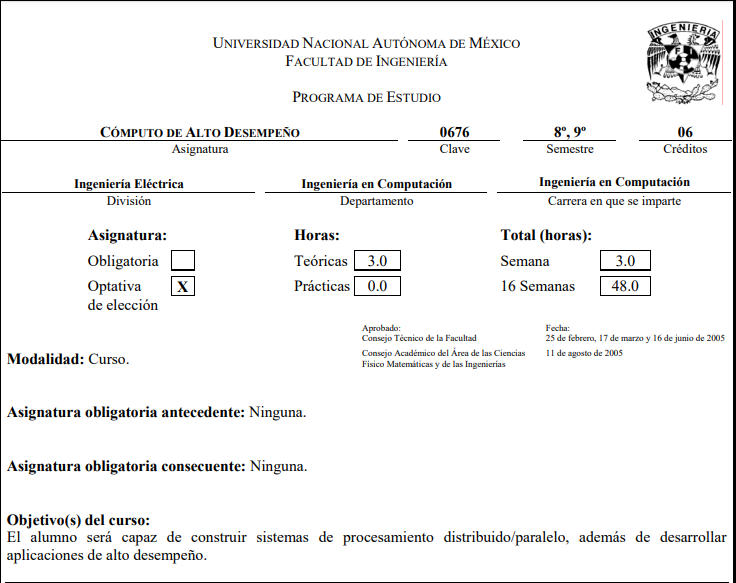 UNIVERSIDAD NACIONAL AUTÓNOMA DE MÉXICO
FACULTAD DE INGENIERÍA
INGENIERIA
PROGRAMA DE ESTUDIO
CÓMPUTO DE ALTO DESEMPEÑO 0676 8º, 9º 06
Asignatura Clave Semestre Créditos
Ingeniería Eléctrica Ingeniería en Computación Ingeniería en Computación
División Departamento Carrera en que se imparte
Asignatura: Horas: Total (horas):
Obligatoria Teóricas 3.0 Semana 3.0
Optativa X Prácticas 0.0 16 Semanas 48.0
de elección
Aprobado: Fecha:
Consejo Técnico de la Facultad 25 de febrero, 17 de marzo y 16 de junio de 2005
Consejo Académico del Área de las Ciencias 11 de agosto de 2005
Físico Matemáticas y de las Ingenierías
Modalidad: Curso.
Asignatura obligatoria antecedente: Ninguna.
Asignatura obligatoria consecuente: Ninguna.
Objetivo(s) del curso:
El alumno será capaz de construir sistemas de procesamiento distribuido/paralelo, además de desarrollar
aplicaciones de alto desempeño.